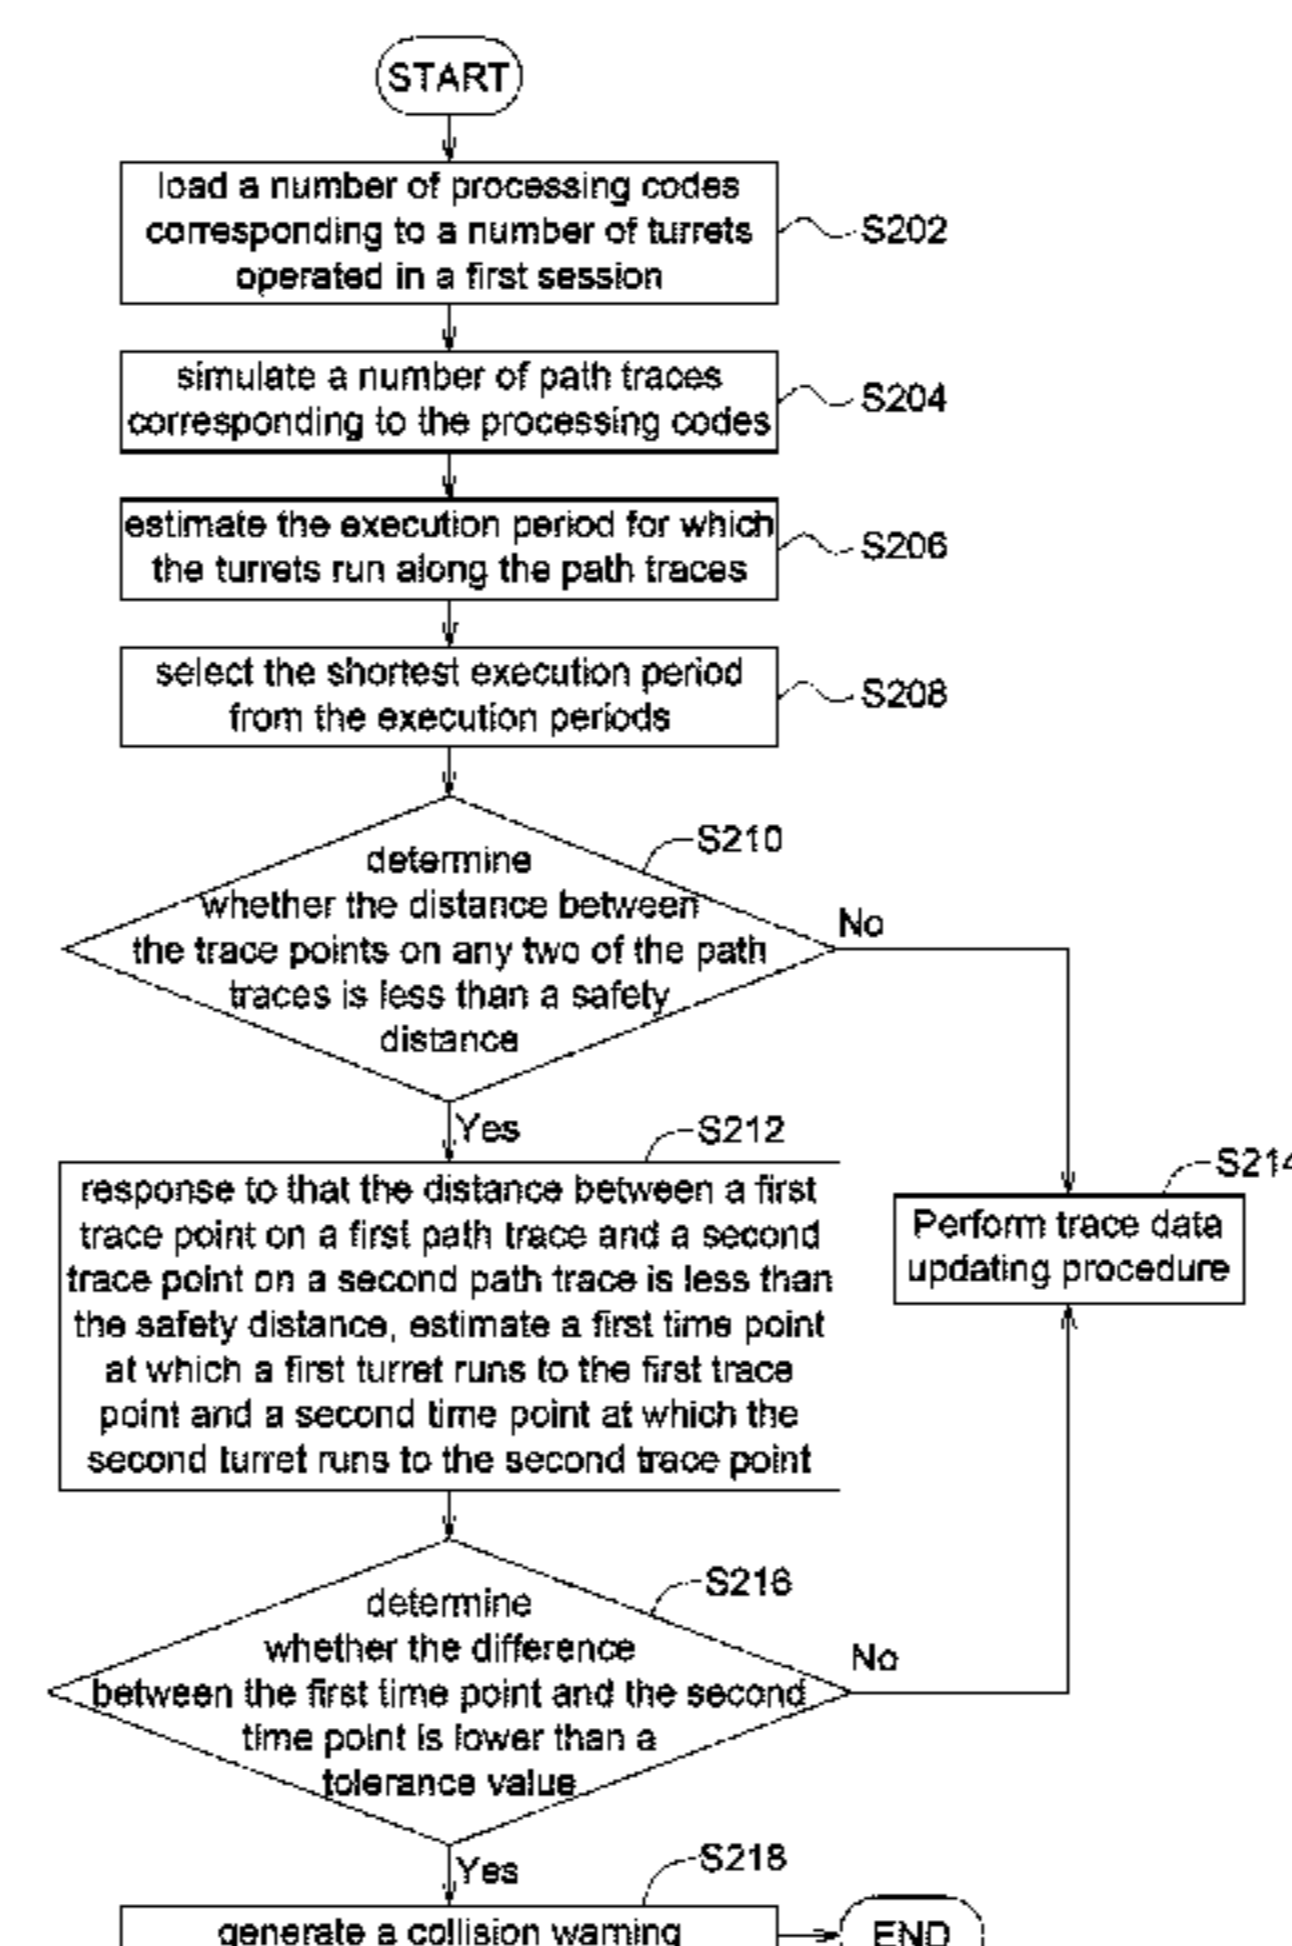 START
load a number of processing codes
corresponding to a number of turrets
operated in a first session
S202
simulate a number of path traces
corresponding to the processing codes
S204
estimate the execution period for which
the turrets run along the path traces
S206
select the shortest execution period
from the execution periods
S208
determine
whether the distance between
the trace points on any two of the path
traces is less than a safety
distance
S210
No
Yes
S212
response to that the distance between a first
trace point on a first path trace and a second
trace point on a second path trace is less than
the safety distance, estimate a first time point
at which a first turret runs to the first trace
point and a second time point at which the
second turret runs to the second trace point
S214
Perform trace data
updating procedure
determine
whether the difference
between the first time point and the second
time point is lower than a
tolerance value
S216
No
Yes
S218
generate a collision warning
END